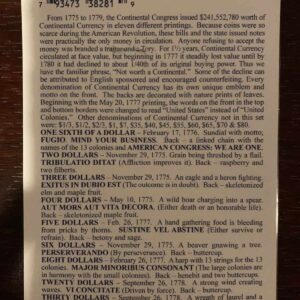 7 93473 38281 9
From 1775 to 1779, the Continental Congress issued $241,552,780 worth of
Continental Currency in eleven different printings. Because coins were so
scarce during the American Revolution, these bills and the state issued notes
were practically the only money in circulation. Anyone refusing to accept the
money was branded a Tory. For 1½ years, Continental Currency
circulated at face value, but beginning in 1777 it steadily lost value until by
1780 it had declined to about 1/40th of its original buying power. Thus we
have the familiar phrase, "Not worth a Continental." Some of the decline can
be attributed to English sponsored and encouraged counterfeiting. Every
denomination of Continental Currency has its own unique emblem and
motto on the front. The backs are decorated with nature prints of leaves.
Beginning with the May 20, 1777 printing, the words on the front in the top
and bottom borders were changed to read "United States" instead of "United
Colonies." Other denominations of Continental Currency not in this set
were: $1/3, $1/2, $2/3, $1, $7, $35, $40, $45, $55, $60, $65, $70 & $80.
ONE SIXTH OF A DOLLAR – February 17, 1776. Sundial with motto;
FUGIO. MIND YOUR BUSINESS. Back – a linked chain with the
names of the 13 colonies and AMERICAN CONGRESS: WE ARE ONE.
TWO DOLLARS – November 29, 1775. Grain being threshed by a flail.
TRIBULATIO DITAT (Affliction improves it). Back – raspberry and two
filberts.
THREE DOLLARS – November 29, 1775. An eagle and a heron fighting.
EXITUS IN DUBIO EST (The outcome is in doubt). Back – skeletonized
elm and maple fruit.
FOUR DOLLARS – May 10, 1775. A wild boar charging into a spear.
AUT MORS AUT VITA DECORA. (Either death or an honorable life).
Back – skeletonized maple fruit.
FIVE DOLLARS – Feb. 26, 1777. A hand gathering food is bleeding
from pricks by thorns. SUSTINE VEL ABSTINE (Either survive or
refrain). Back – betony and sage.
SIX DOLLARS – November 29, 1775. A beaver gnawing a tree.
PERSERVERANDO (By perseverance). Back – buttercup.
EIGHT DOLLARS – February 26, 1777. A harp with 13 strings for the 13
colonies. MAJOR MINORIBUS CONSONANT (The large colonies are
in harmony with the small colonies). Back – henebit and two buttercups.
TWENTY DOLLARS – September 26, 1778. A strong wind creating
waves. VI CONCITATE (Driven by force). Back –
THIRTY DOLLARS – September 26, 1778. A wreath of laurel and a